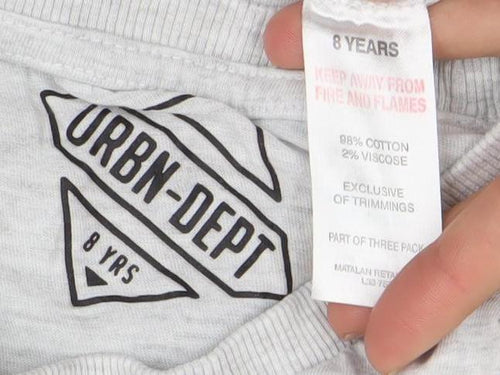 URBN-DEPT
8 YRS
8 YEARS
KEEP AWAY FROM
FIRE AND FLAMES
98% COTTON
2% VISCOSE
EXCLUSIVE
OF TRIMMINGS
PART OF THREE PACK
MATALAN RETAIL